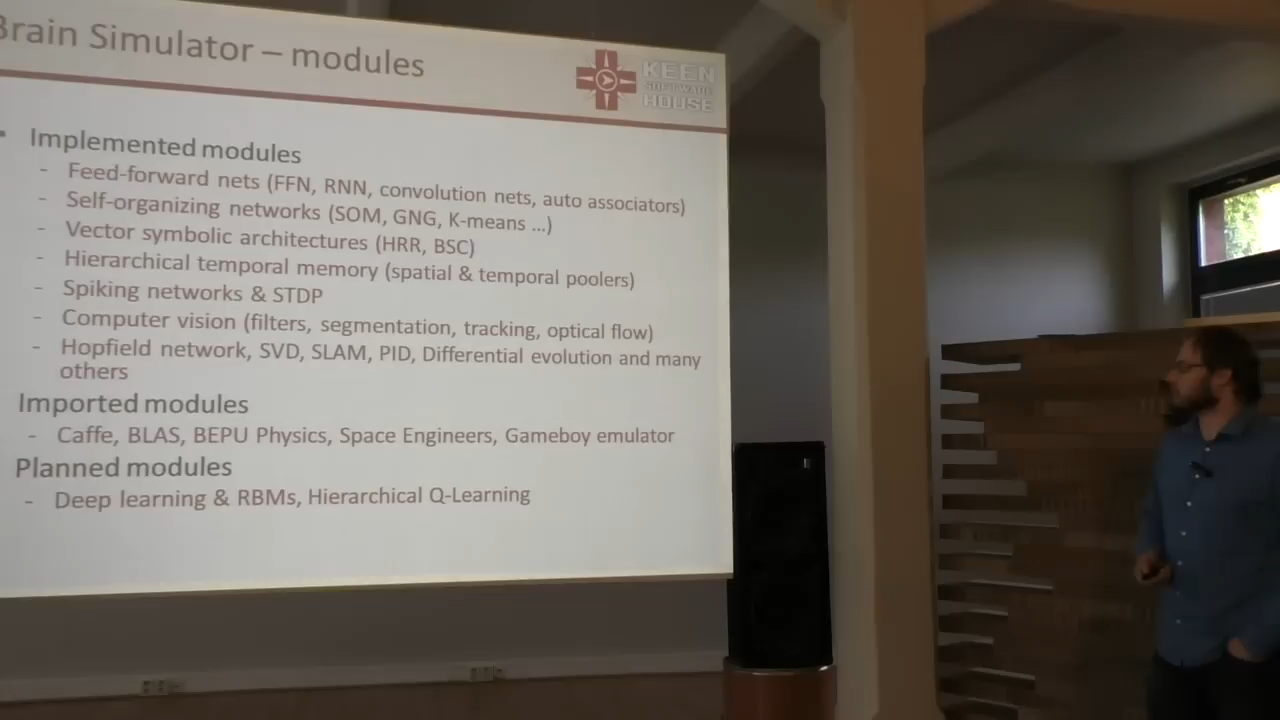 Brain Simulator – modules
KEEN
SOFTWARE
HOUSE
Implemented modules
- Feed-forward nets (FFN, RNN, convolution nets, auto associators)
- Self-organizing networks (SOM, GNG, K-means ...)
- Vector symbolic architectures (HRR, BSC)
- Hierarchical temporal memory (spatial & temporal poolers)
- Spiking networks & STDP
- Computer vision (filters, segmentation, tracking, optical flow)
- Hopfield network, SVD, SLAM, PID, Differential evolution and many
others
Imported modules
- Caffe, BLAS, BEPU Physics, Space Engineers, Gameboy emulator
Planned modules
- Deep learning & RBMs, Hierarchical Q-Learning